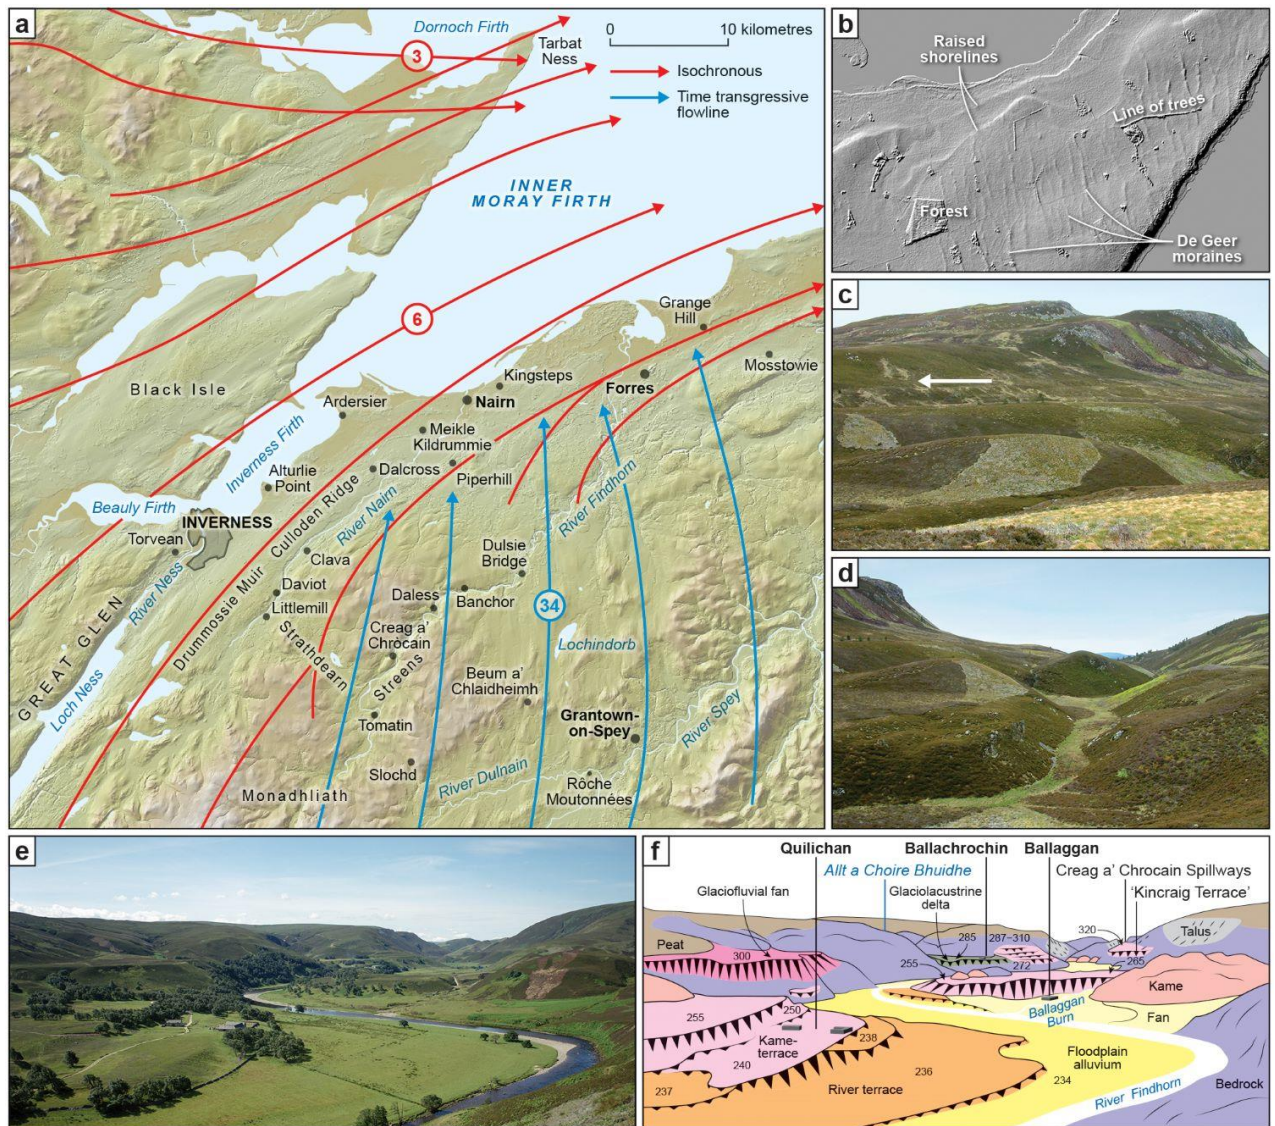 a
Dornoch Firth
3
Tarbat
Ness
0
10 kilometres
Isochronous
Time transgressive
flowline
INNER
MORAY FIRTH
6
Grange
Hill
Mosstowie
Black Isle
Kingsteps
Forres
Ardersier
Nairn
Inverness Firth
Meikle
Kildrummie
Alturlie
Point
Dalcross
Piperhill
Beauly Firth
INVERNESS
Torvean
River Ness
Drummossie Muir
Culloden Ridge
River Nairn
River Findhorn
Clava
Dulsie
Bridge
Daviot
Daless
Banchor
Littlemill
34
GREAT GLEN
Loch Ness
Strathdearn
Creag a'
Chrocain
Streens
Lochindorb
Beum a'
Chlaidheimh
River Spey
Tomatin
Grantown-
on-Spey
Slochd
River Dulnain
Monadhliath
Rôche
Moutonnées
b
Raised
shorelines
Line of trees
Forest
De Geer
moraines
c
d
e
f
Quilichan
Ballachrochin
Ballaggan
Allt a Choire Bhuidhe
Creag a' Chrocain Spillways
Glaciofluvial fan
Glaciolacustrine
delta
'Kincraig Terrace'
Peat
300
285
287–310
320
Talus
255
272
265
Kame
255
250
Ballaggan
Burn
Fan
Kame-
terrace
238
240
Floodplain
alluvium
237
River terrace
236
234
River Findhorn
Bedrock